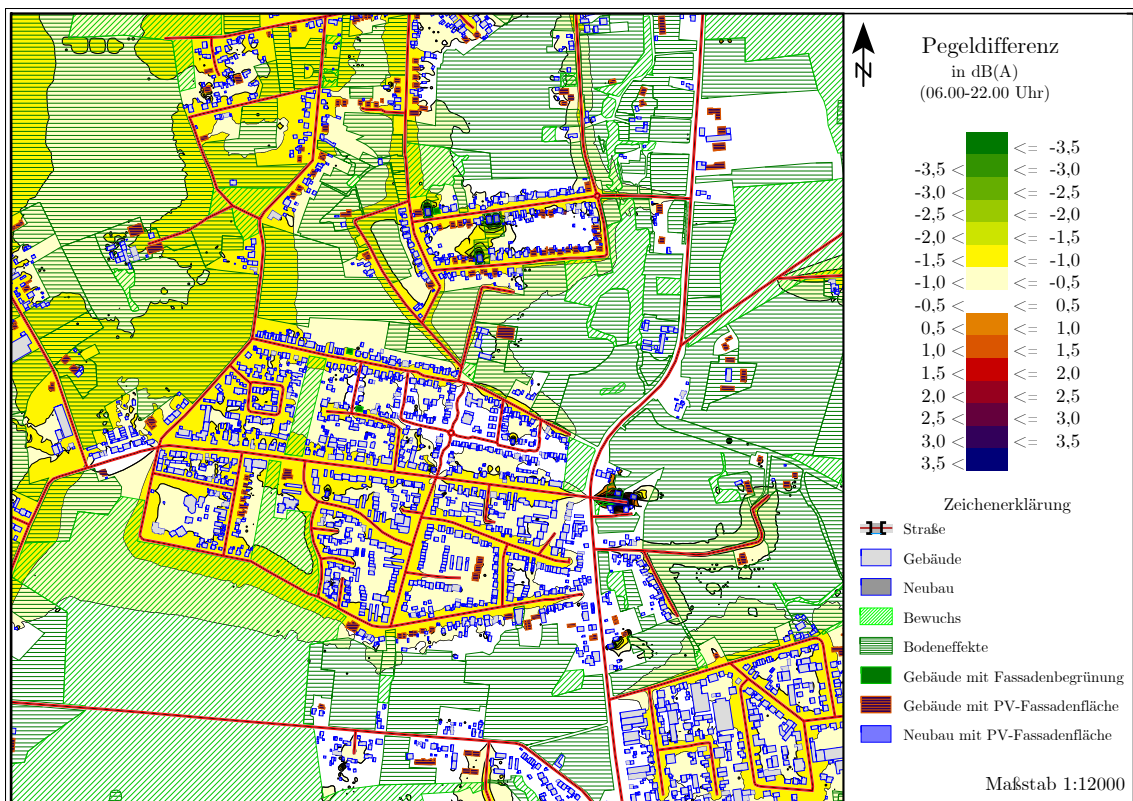 N
Pegeldifferenz
in dB(A)
(06.00-22.00 Uhr)
<= -3,5
-3,5 < <= -3,0
-3,0 < <= -2,5
-2,5 < <= -2,0
-2,0 < <= -1,5
-1,5 < <= -1,0
-1,0 < <= -0,5
-0,5 < <= 0,5
0,5 < <= 1,0
1,0 < <= 1,5
1,5 < <= 2,0
2,0 < <= 2,5
2,5 < <= 3,0
3,0 < <= 3,5
3,5 <
Zeichenerklärung
Straße
Gebäude
Neubau
Bewuchs
Bodeneffekte
Gebäude mit Fassadenbegrünung
Gebäude mit PV-Fassadenfläche
Neubau mit PV-Fassadenfläche
Maßstab 1:12000